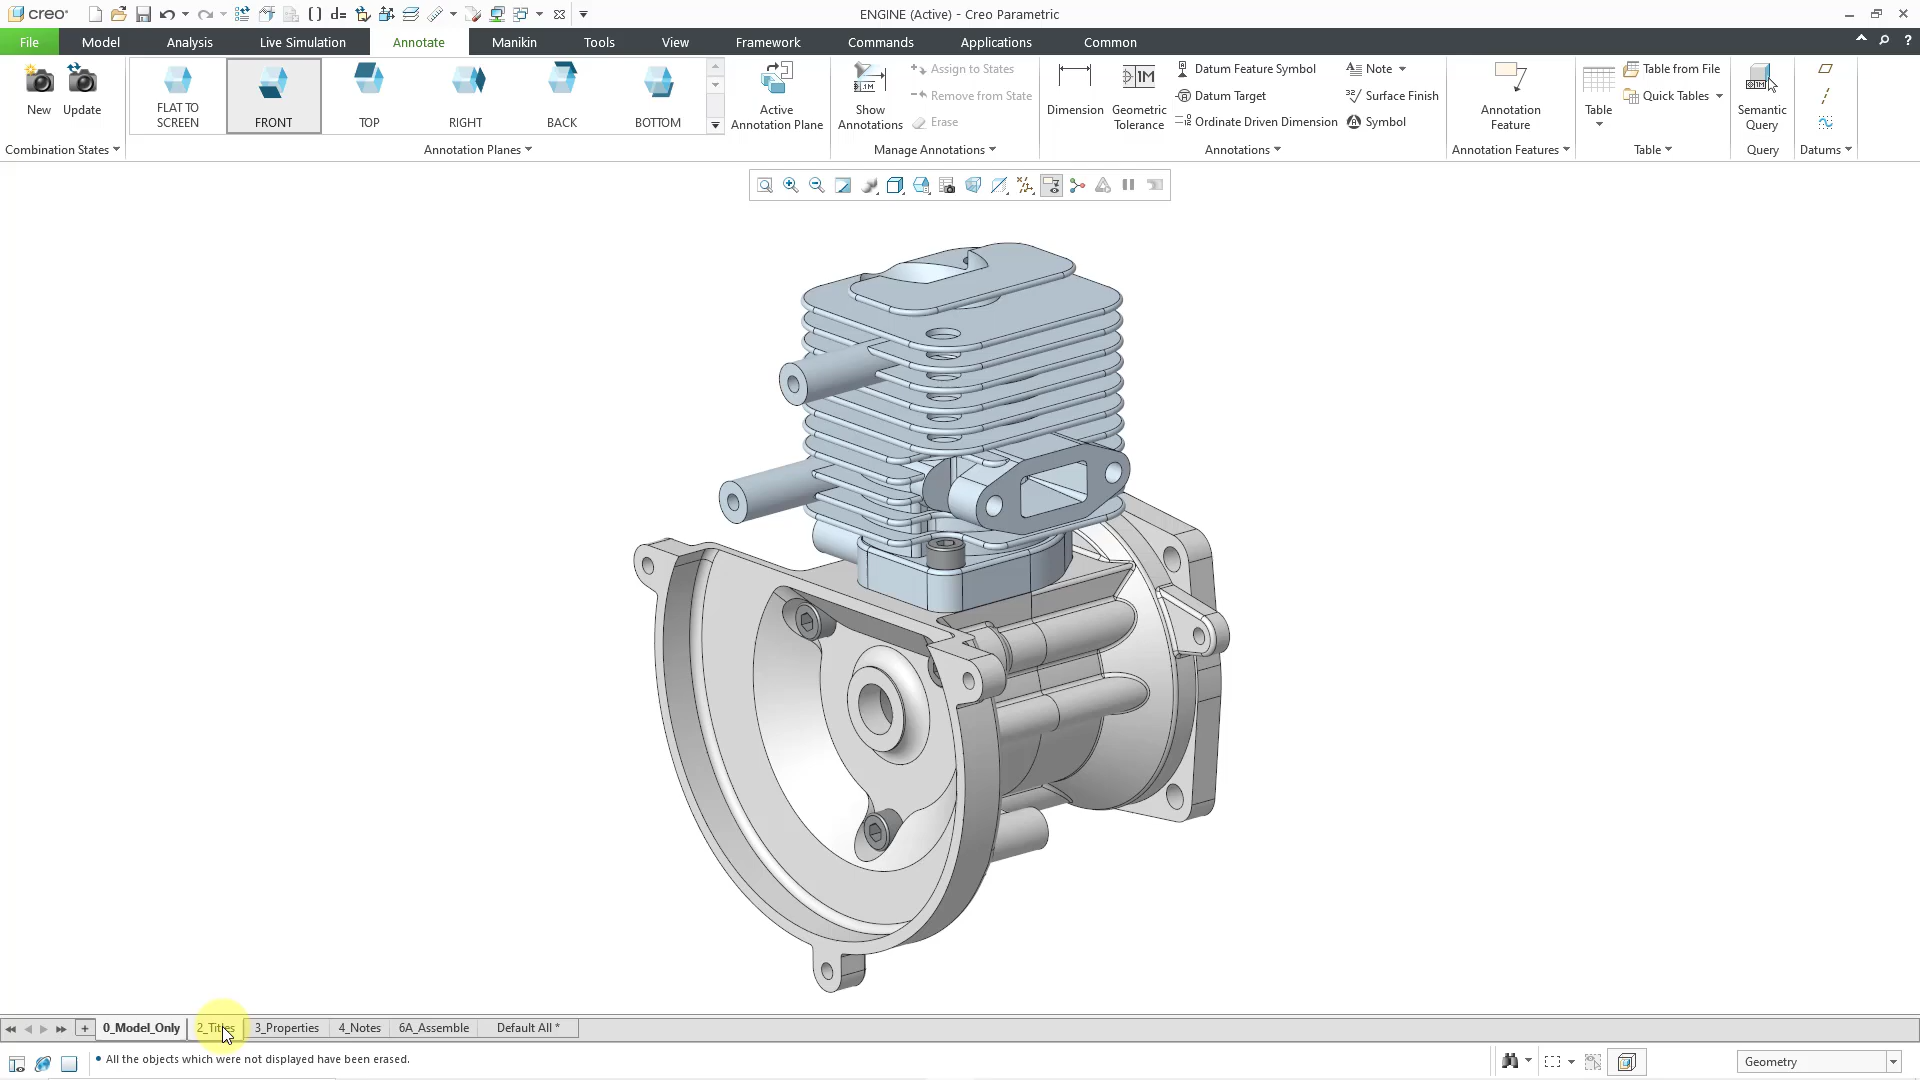 creo
d=
ENGINE (Active) - Creo Parametric
File
Model
Analysis
Live Simulation
Annotate
Manikin
Tools
View
Framework
Commands
Applications
Common
New
Update
Combination States
FLAT TO SCREEN
FRONT
TOP
RIGHT
BACK
BOTTOM
Active Annotation Plane
Annotation Planes
Show Annotations
Assign to States
Remove from State
Erase
Manage Annotations
Dimension
Geometric Tolerance
Datum Feature Symbol
Datum Target
Ordinate Driven Dimension
Note
Surface Finish
Symbol
Annotations
Annotation Feature
Annotation Features
Table
Table from File
Quick Tables
Table
Semantic Query
Query
Datums
0_Model_Only
2_Titles
3_Properties
4_Notes
6A_Assemble
Default All *
• All the objects which were not displayed have been erased.
Geometry